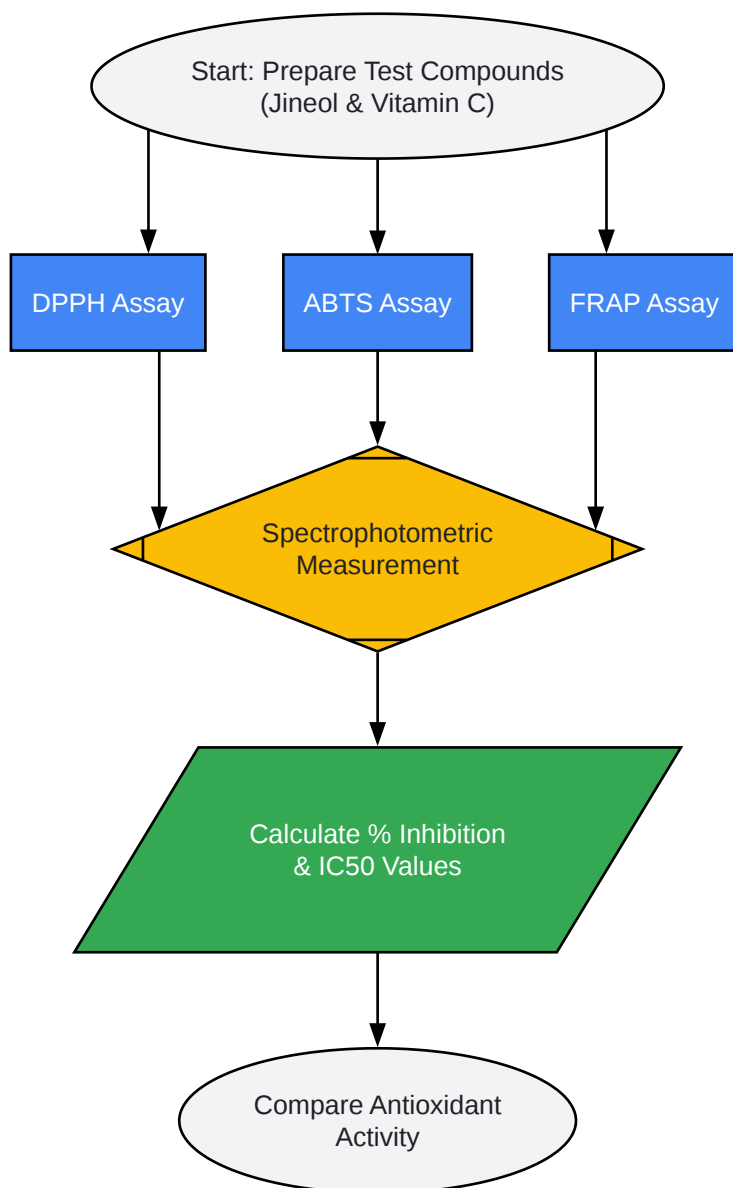 Start: Prepare Test Compounds
(Jineol & Vitamin C)
DPPH Assay
ABTS Assay
FRAP Assay
Spectrophotometric
Measurement
Calculate % Inhibition
& IC50 Values
Compare Antioxidant
Activity